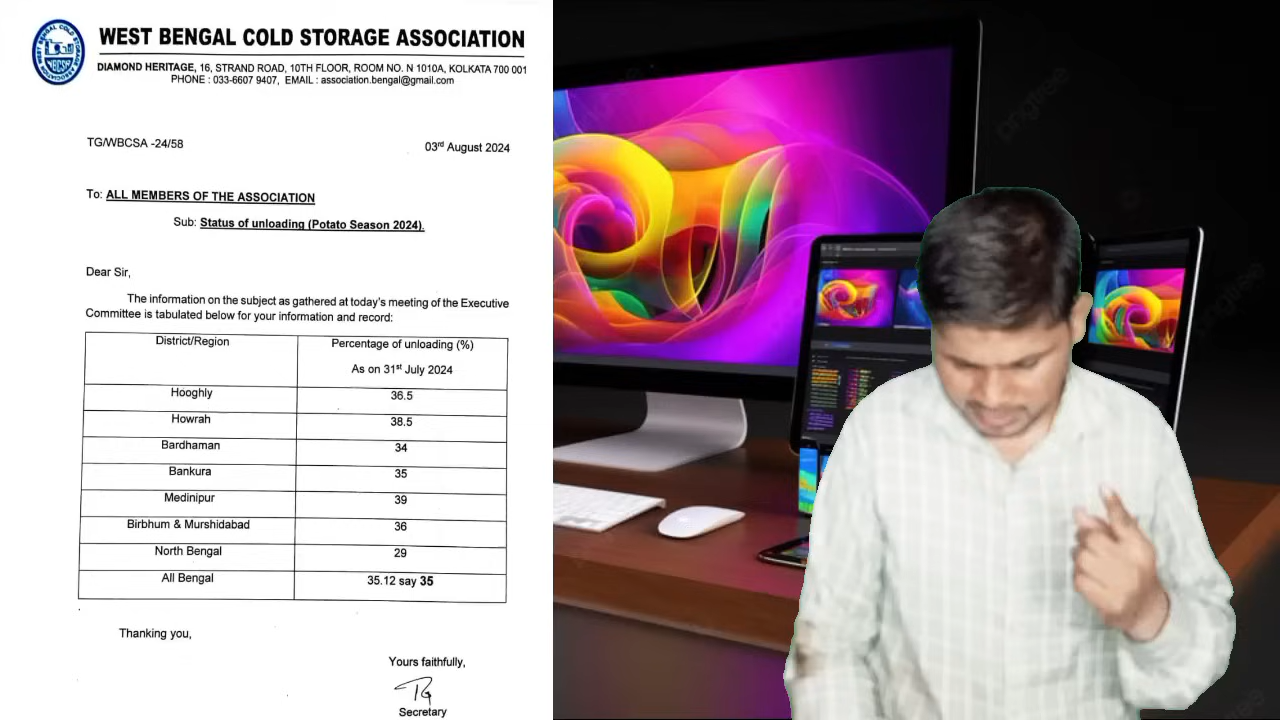 WEST BENGAL COLD STORAGE ASSOCIATION
DIAMOND HERITAGE, 16, STRAND ROAD, 10TH FLOOR, ROOM NO. N 1010A, KOLKATA 700 001
PHONE : 033-6607 9407, EMAIL : association.bengal@gmail.com
TG/WBCSA -24/58
03rd August 2024
To: ALL MEMBERS OF THE ASSOCIATION
Sub: Status of unloading (Potato Season 2024).
Dear Sir,
The information on the subject as gathered at today's meeting of the Executive
Committee is tabulated below for your information and record:
District/Region Percentage of unloading (%)
As on 31st July 2024
Hooghly 36.5
Howrah 38.5
Bardhaman 34
Bankura 35
Medinipur 39
Birbhum & Murshidabad 36
North Bengal 29
All Bengal 35.12 say 35
Thanking you,
Yours faithfully,
TG
Secretary
pngtree